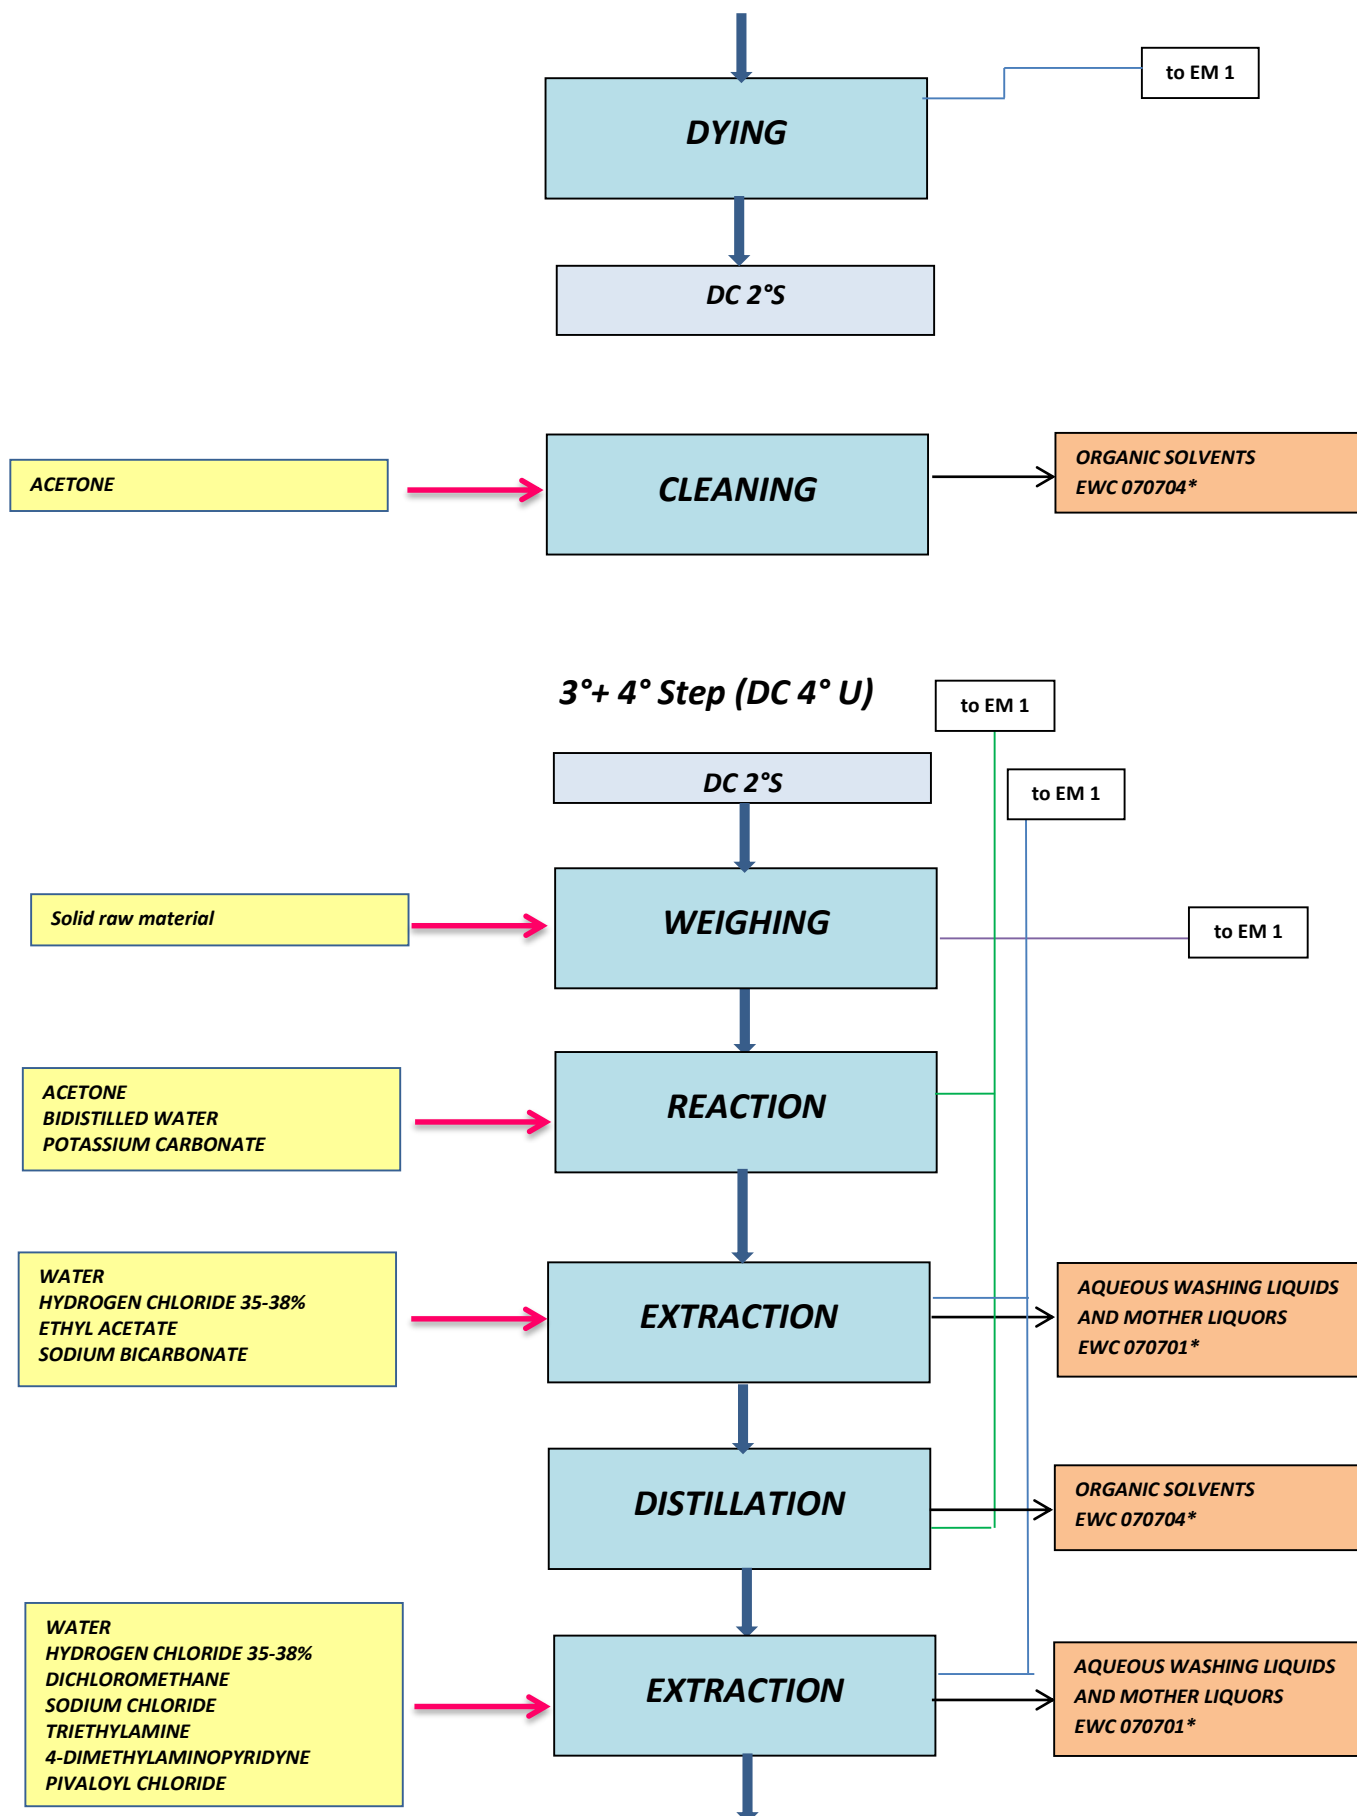 to EM 1
DYING
DC 2°S
ACETONE
CLEANING
ORGANIC SOLVENTS
EWC 070704*
3°+ 4° Step (DC 4° U)
to EM 1
DC 2°S
to EM 1
Solid raw material
WEIGHING
to EM 1
ACETONE
BIDISTILLED WATER
POTASSIUM CARBONATE
REACTION
WATER
HYDROGEN CHLORIDE 35-38%
ETHYL ACETATE
SODIUM BICARBONATE
EXTRACTION
AQUEOUS WASHING LIQUIDS
AND MOTHER LIQUORS
EWC 070701*
DISTILLATION
ORGANIC SOLVENTS
EWC 070704*
WATER
HYDROGEN CHLORIDE 35-38%
DICHLOROMETHANE
SODIUM CHLORIDE
TRIETHYLAMINE
4-DIMETHYLAMINOPYRIDYNE
PIVALOYL CHLORIDE
EXTRACTION
AQUEOUS WASHING LIQUIDS
AND MOTHER LIQUORS
EWC 070701*